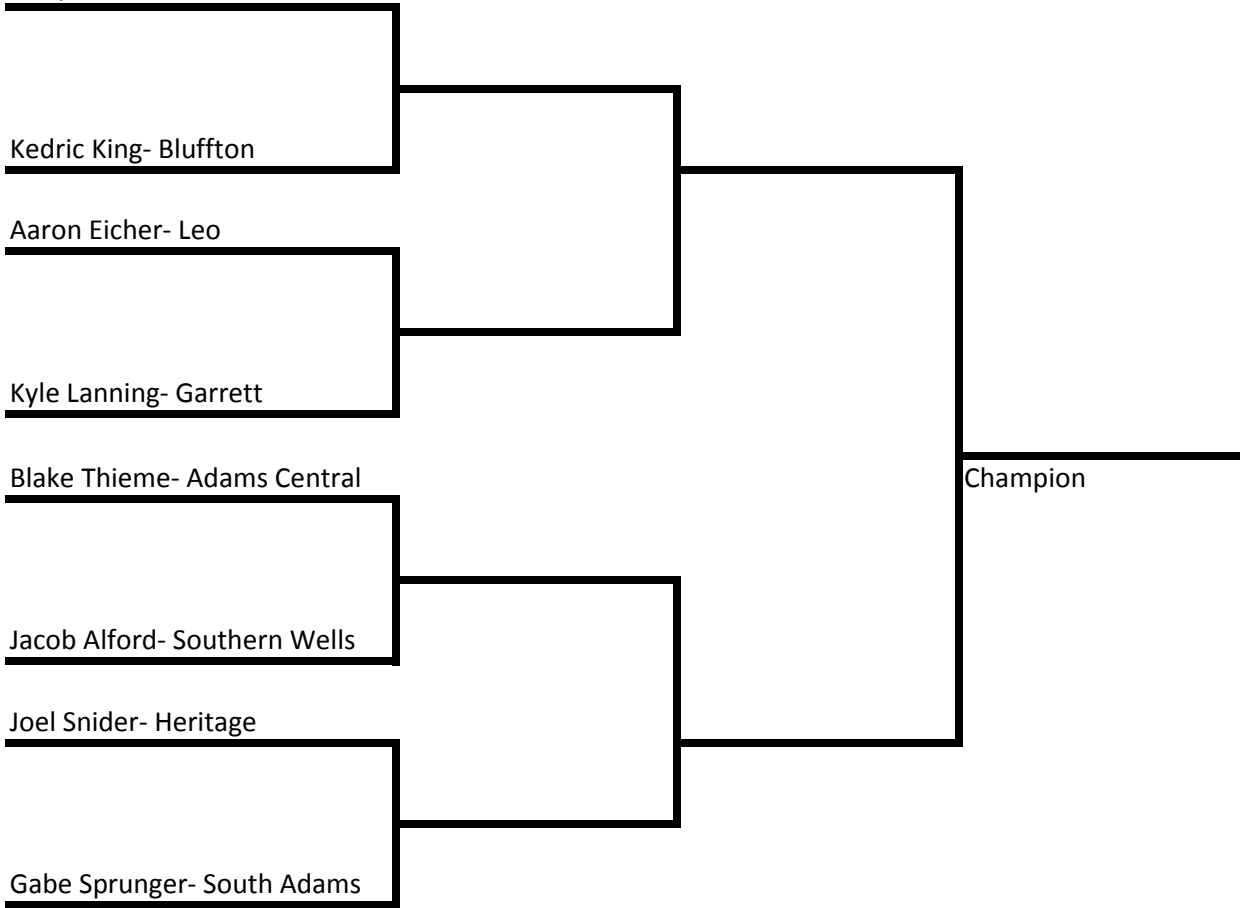 Kedric King- Bluffton
Aaron Eicher- Leo
Kyle Lanning- Garrett
Blake Thieme- Adams Central
Champion
Jacob Alford- Southern Wells
Joel Snider- Heritage
Gabe Sprunger- South Adams